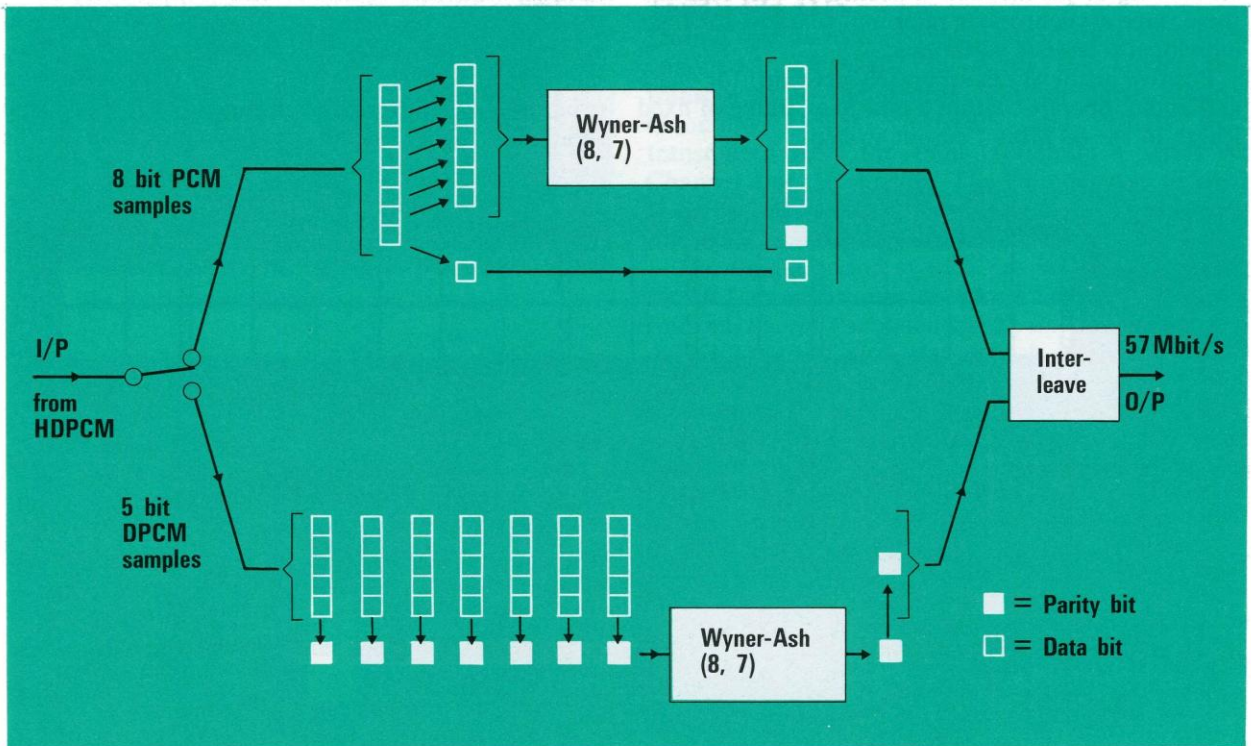 8 bit PCM
samples
Wyner-Ash
(8, 7)
I/P
from
HDPCM
Inter-
leave
57 Mbit/s
O/P
5 bit
DPCM
samples
Wyner-Ash
(8, 7)
= Parity bit
= Data bit